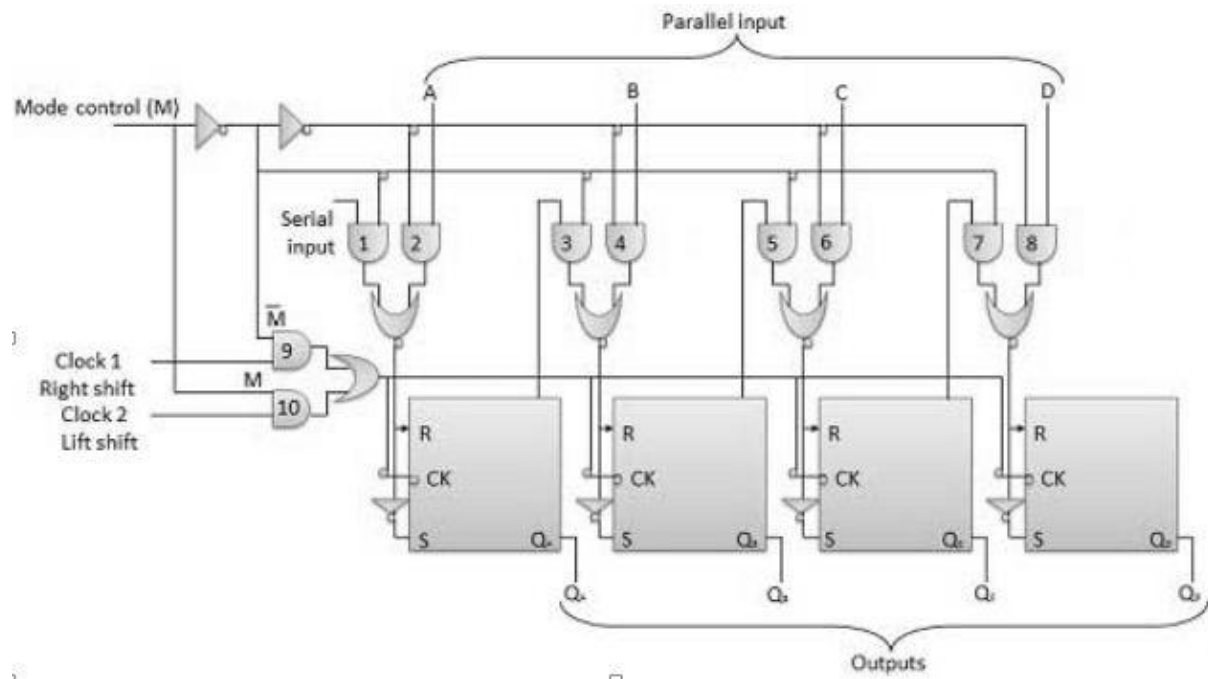 Parallel input
A
B
C
D
Mode control (M)
Serial
input
1
2
3
4
5
6
7
8
M̅
9
Clock 1
Right shift
M
10
Clock 2
Lift shift
R
R
R
R
CK
CK
CK
CK
S
S
S
S
Q
Q
Q
Q
Q
Q
Q
Q
Outputs